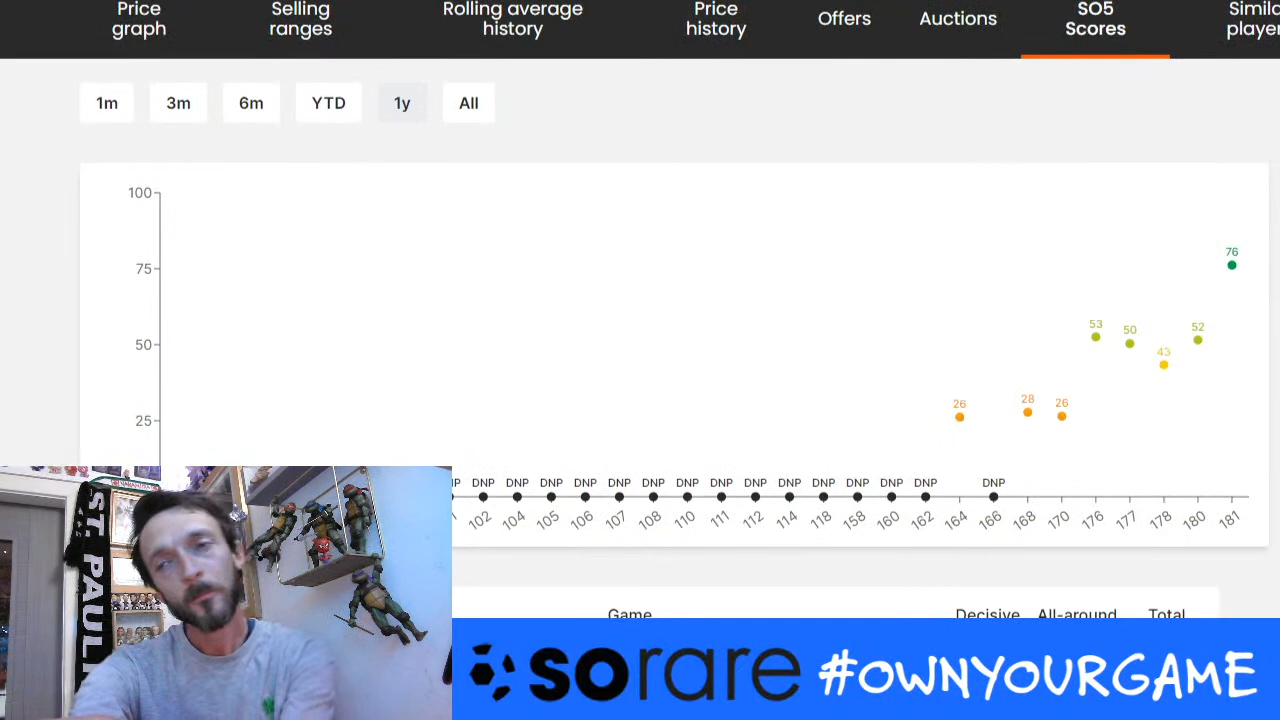 Price graph
Selling ranges
Rolling average history
Price history
Offers
Auctions
SO5 Scores
1m
3m
6m
YTD
1y
All
100
75
50
25
26
28
26
53
50
43
52
76
DNP DNP DNP DNP DNP DNP DNP DNP DNP DNP DNP DNP DNP DNP DNP
102 104 105 106 107 108 110 111 112 114 118 158 160 162 164 166 168 170 176 177 178 180 181
Game
Decisive
All-around
Total
ST. PAUL
sorare #OWNYOURGAME